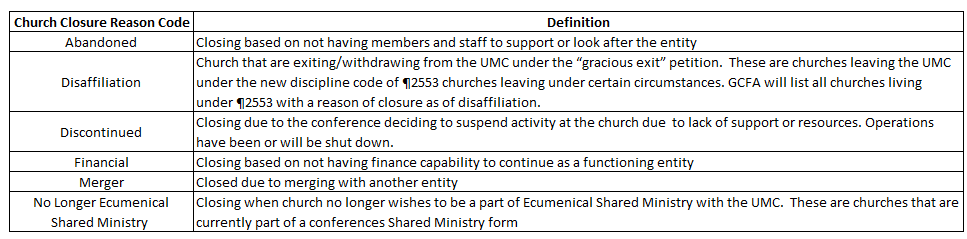 Church Closure Reason Code Definition
Abandoned Closing based on not having members and staff to support or look after the entity
Church that are exiting/withdrawing from the UMC under the “gracious exit” petition.  These are churches leaving the UMC
Disaffiliation under the new discipline code of ¶2553 churches leaving under certain circumstances. GCFA will list all churches living
under ¶2553 with a reason of closure as of disaffiliation.
Discontinued Closing due to the conference deciding to suspend activity at the church due  to lack of support or resources. Operations
have been or will be shut down.
Financial Closing based on not having finance capability to continue as a functioning entity
Merger Closed due to merging with another entity
No Longer Ecumenical Closing when church no longer wishes to be a part of Ecumenical Shared Ministry with the UMC.  These are churches that are
Shared Ministry currently part of a conferences Shared Ministry form